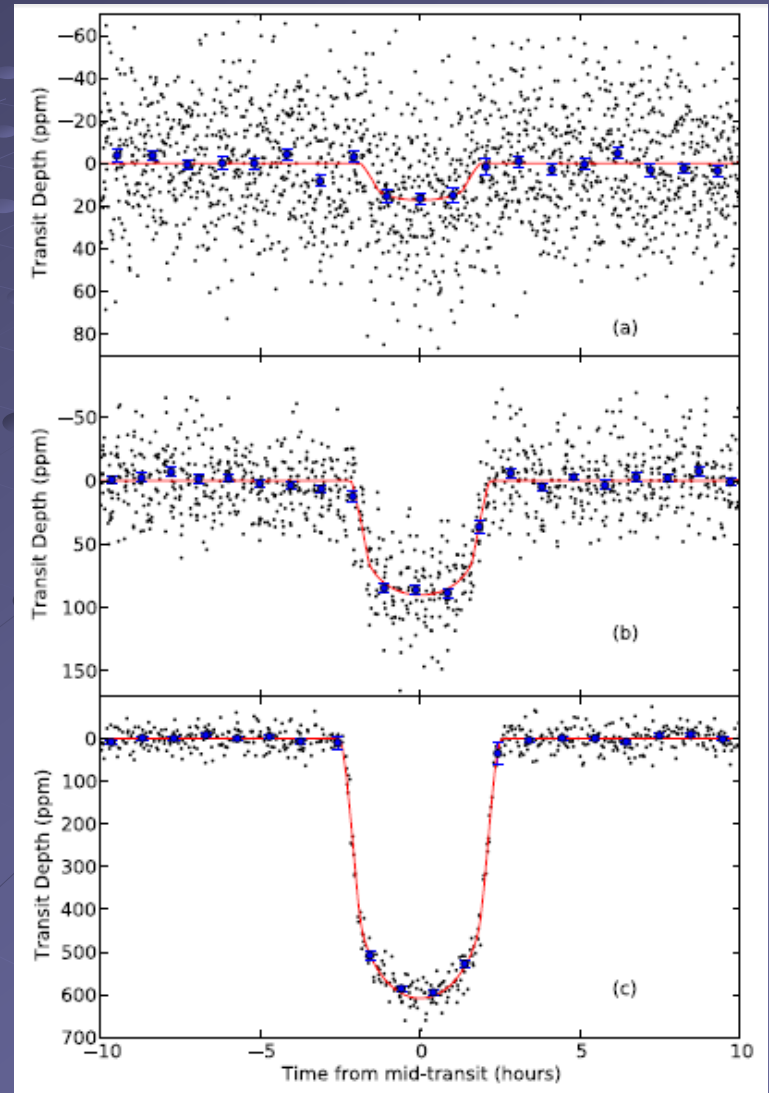 −60
−40
−20
0
20
40
60
80
Transit Depth (ppm)
(a)
−50
0
50
100
150
Transit Depth (ppm)
(b)
0
100
200
300
400
500
600
700
Transit Depth (ppm)
(c)
−10 −5 0 5 10
Time from mid-transit (hours)